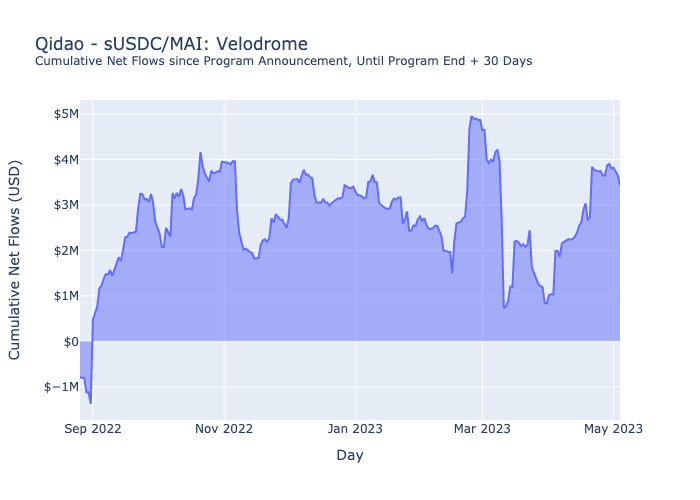 Qidao - sUSDC/MAI: Velodrome
Cumulative Net Flows since Program Announcement, Until Program End + 30 Days
Cumulative Net Flows (USD)
$5M
$4M
$3M
$2M
$1M
$0
$−1M
Sep 2022
Nov 2022
Jan 2023
Mar 2023
May 2023
Day